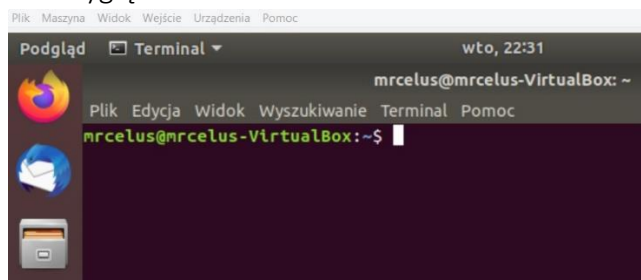 Plik Maszyna Widok Wejście Urządzenia Pomoc
Podgląd Terminal wto, 22:31
mrcelus@mrcelus-VirtualBox: ~
Plik Edycja Widok Wyszukiwanie Terminal Pomoc
mrcelus@mrcelus-VirtualBox:~$